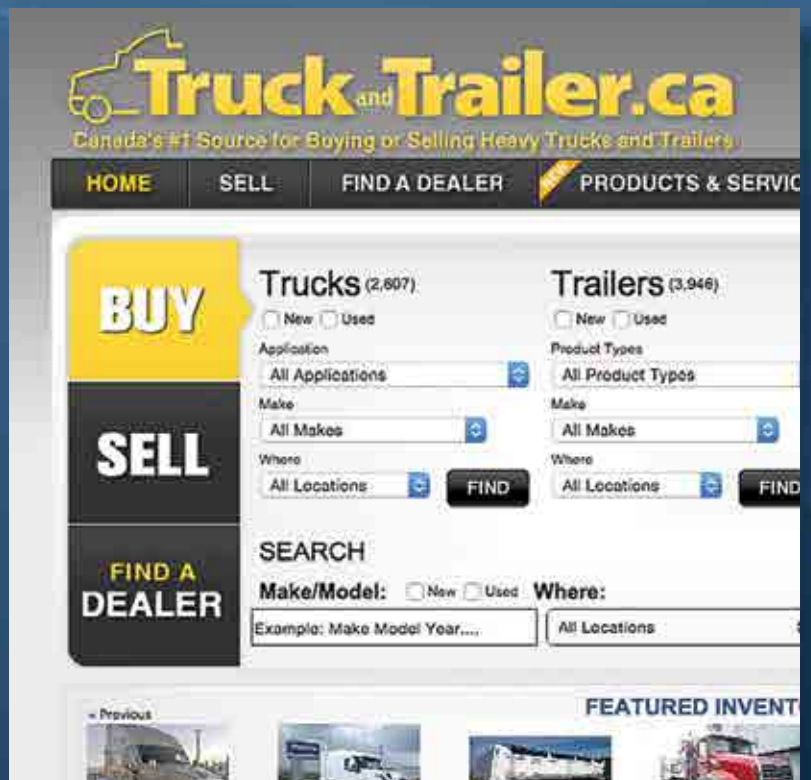 Truck and Trailer.ca
Canada's #1 Source for Buying or Selling Heavy Trucks and Trailers
HOME SELL FIND A DEALER NEW PRODUCTS & SERVIC
BUY
Trucks (2,607) Trailers (3,946)
New Used New Used
Application Product Types
All Applications All Product Types
Make Make
All Makes All Makes
Where Where
All Locations FIND All Locations FIND
SELL
SEARCH
FIND A
DEALER
Make/Model: New Used Where:
Example: Make Model Year.... All Locations
FEATURED INVENT
« Previous